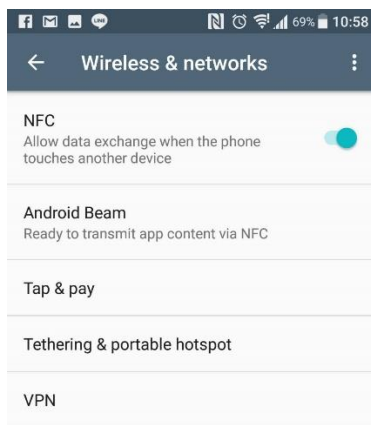 LINE 69% 10:58
Wireless & networks
NFC
Allow data exchange when the phone
touches another device
Android Beam
Ready to transmit app content via NFC
Tap & pay
Tethering & portable hotspot
VPN